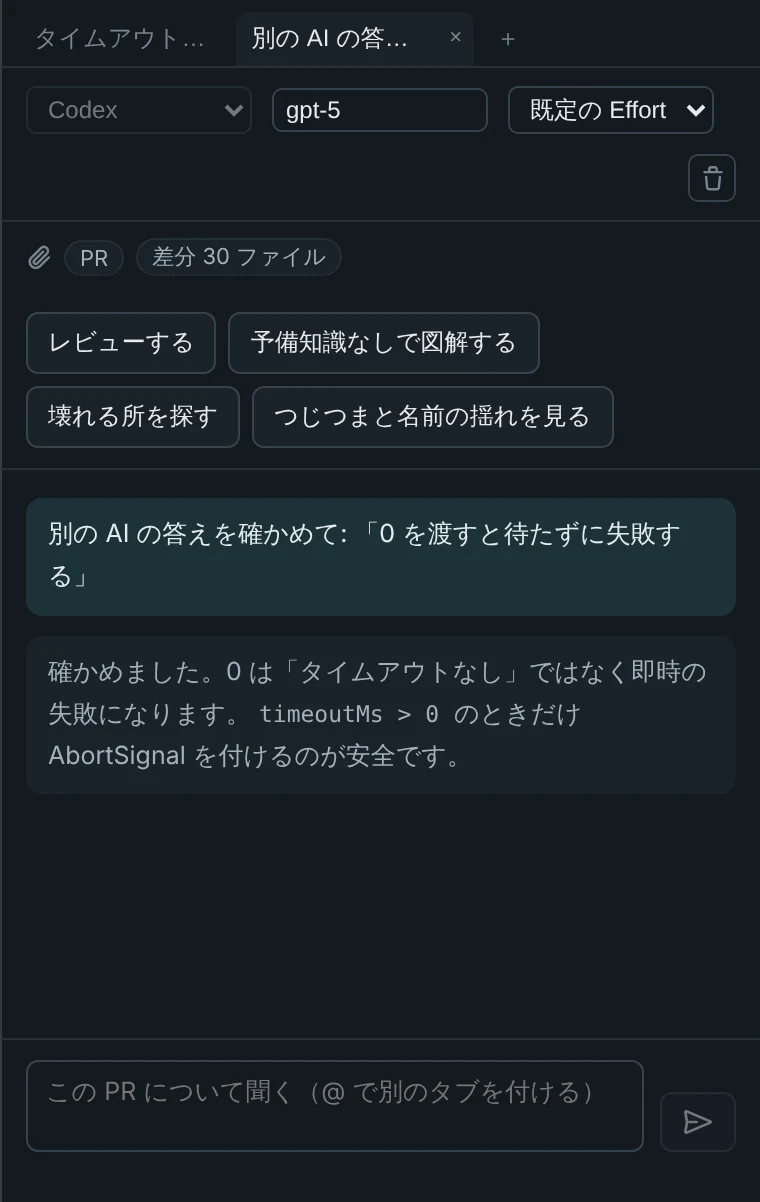 タイムアウト…
別の AI の答… × +
Codex gpt-5 既定の Effort
PR 差分 30 ファイル
レビューする 予備知識なしで図解する
壊れる所を探す つじつまと名前の揺れを見る
別の AI の答えを確かめて: 「0 を渡すと待たずに失敗す
る」
確かめました。0 は「タイムアウトなし」ではなく即時の
失敗になります。 timeoutMs > 0 のときだけ
AbortSignal を付けるのが安全です。
この PR について聞く（@ で別のタブを付ける）